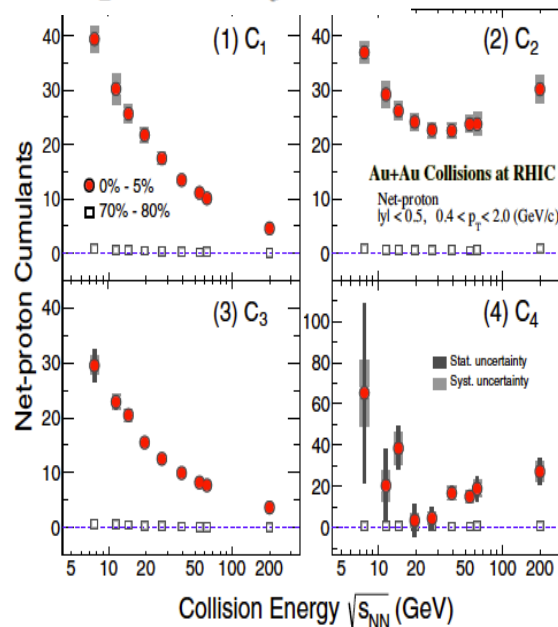 (1) C1
(2) C2
40
30
20
10
0
40
30
20
10
0
0% - 5%
70% - 80%
Au+Au Collisions at RHIC
Net-proton
|y| < 0.5, 0.4 < pT < 2.0 (GeV/c)
Net-proton Cumulants
(3) C3
(4) C4
40
30
20
10
0
100
80
60
40
20
0
Stat. uncertainty
Syst. uncertainty
5 10 20 50 100 200
5 10 20 50 100 200
Collision Energy √sNN (GeV)